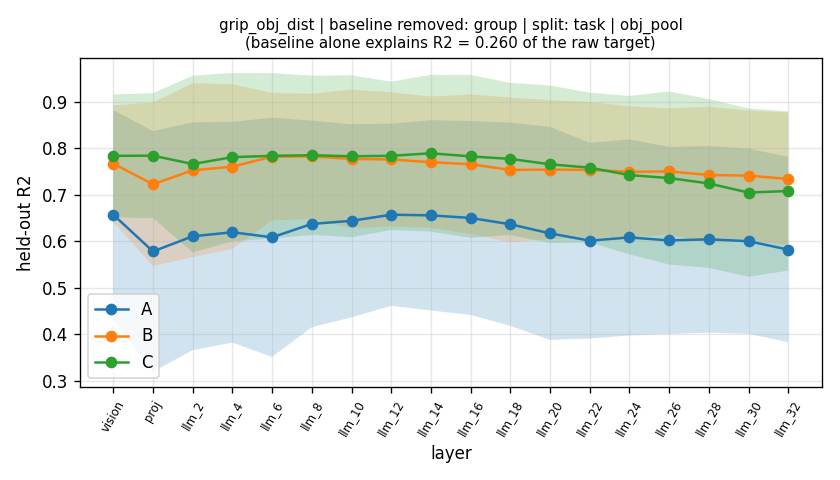 grip_obj_dist | baseline removed: group | split: task | obj_pool
(baseline alone explains R2 = 0.260 of the raw target)
held-out R2
0.9
0.8
0.7
0.6
0.5
0.4
0.3
A
B
C
vision
proj
llm_2
llm_4
llm_6
llm_8
llm_10
llm_12
llm_14
llm_16
llm_18
llm_20
llm_22
llm_24
llm_26
llm_28
llm_30
llm_32
layer